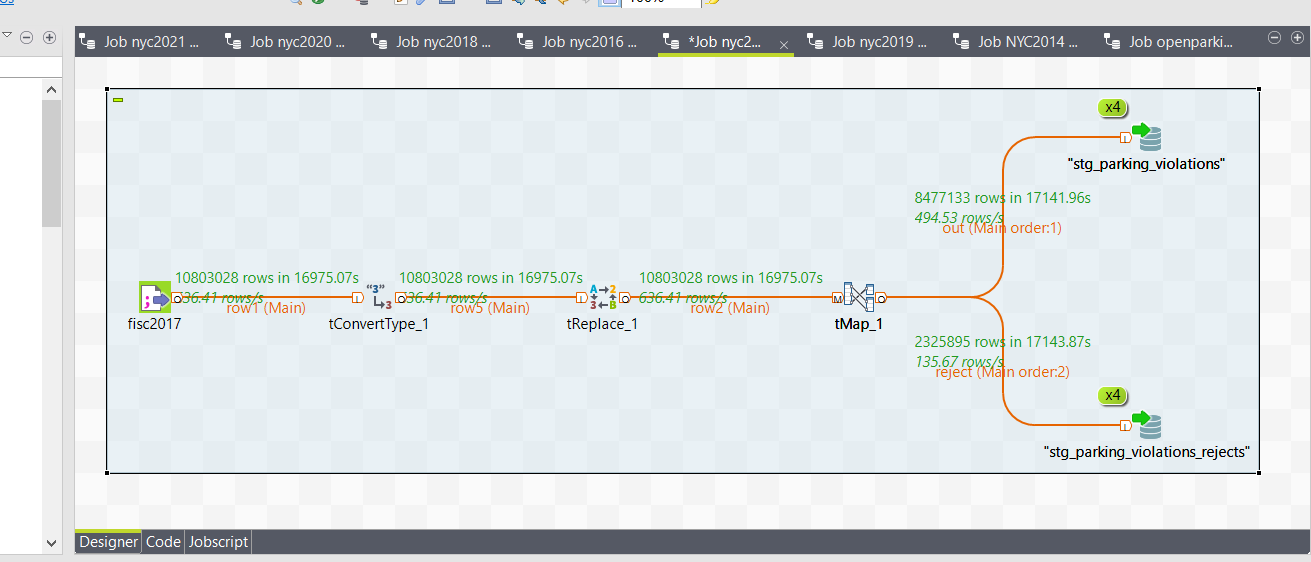 Job nyc2021 ...
Job nyc2020 ...
Job nyc2018 ...
Job nyc2016 ...
*Job nyc2...
Job nyc2019 ...
Job NYC2014 ...
Job openparki...
x4
"stg_parking_violations"
8477133 rows in 17141.96s
494.53 rows/s
out (Main order:1)
10803028 rows in 16975.07s
636.41 rows/s
row1 (Main)
fisc2017
"3"
3
tConvertType_1
10803028 rows in 16975.07s
636.41 rows/s
row5 (Main)
A 2
3 B
tReplace_1
10803028 rows in 16975.07s
636.41 rows/s
row2 (Main)
M
tMap_1
2325895 rows in 17143.87s
135.67 rows/s
reject (Main order:2)
x4
"stg_parking_violations_rejects"
Designer
Code
Jobscript